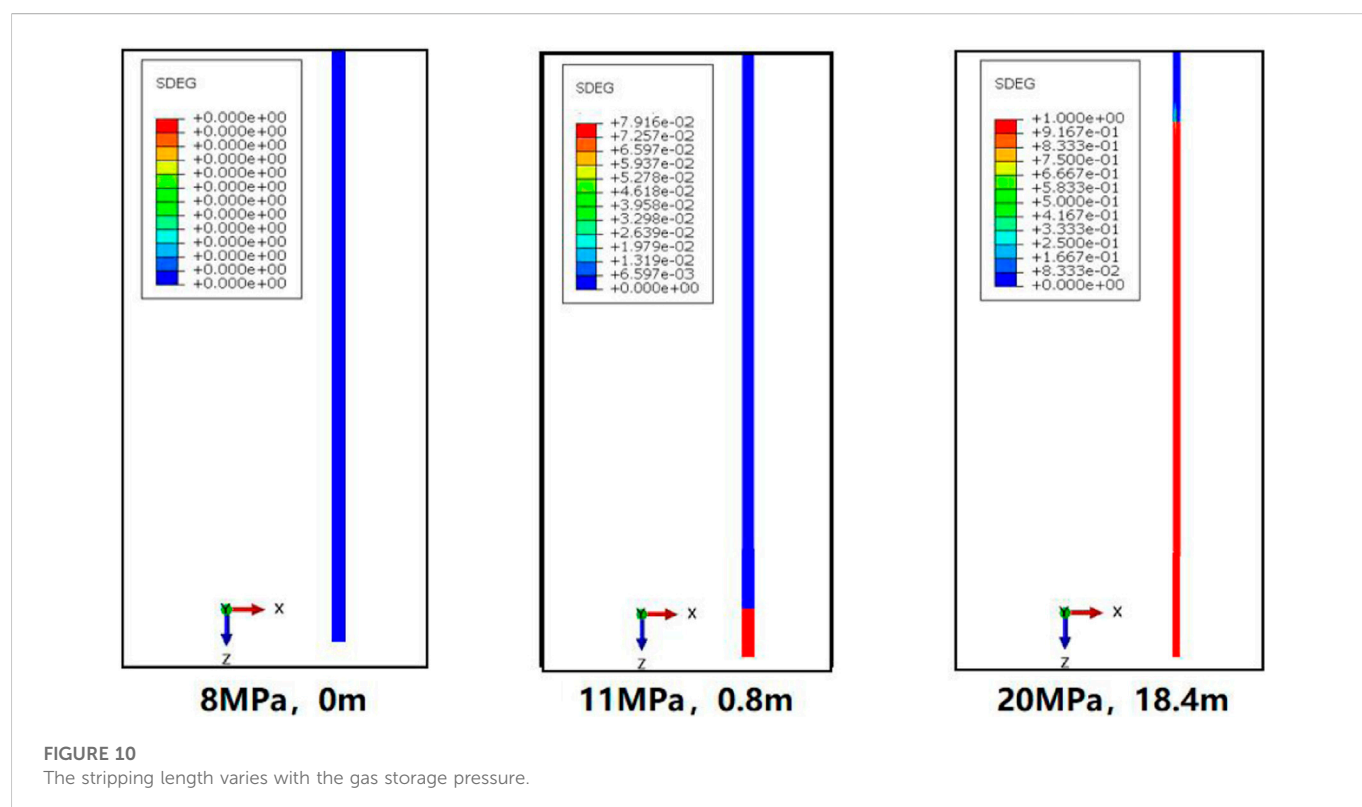 SDEG
+0.000e+00
+0.000e+00
+0.000e+00
+0.000e+00
+0.000e+00
+0.000e+00
+0.000e+00
+0.000e+00
+0.000e+00
+0.000e+00
+0.000e+00
+0.000e+00
+0.000e+00
Y
X
Z
8MPa, 0m
SDEG
+7.916e-02
+7.257e-02
+6.597e-02
+5.937e-02
+5.278e-02
+4.618e-02
+3.958e-02
+3.298e-02
+2.639e-02
+1.979e-02
+1.319e-02
+6.597e-03
+0.000e+00
Y
X
Z
11MPa, 0.8m
SDEG
+1.000e+00
+9.167e-01
+8.333e-01
+7.500e-01
+6.667e-01
+5.833e-01
+5.000e-01
+4.167e-01
+3.333e-01
+2.500e-01
+1.667e-01
+8.333e-02
+0.000e+00
Y
X
Z
20MPa, 18.4m
FIGURE 10
The stripping length varies with the gas storage pressure.